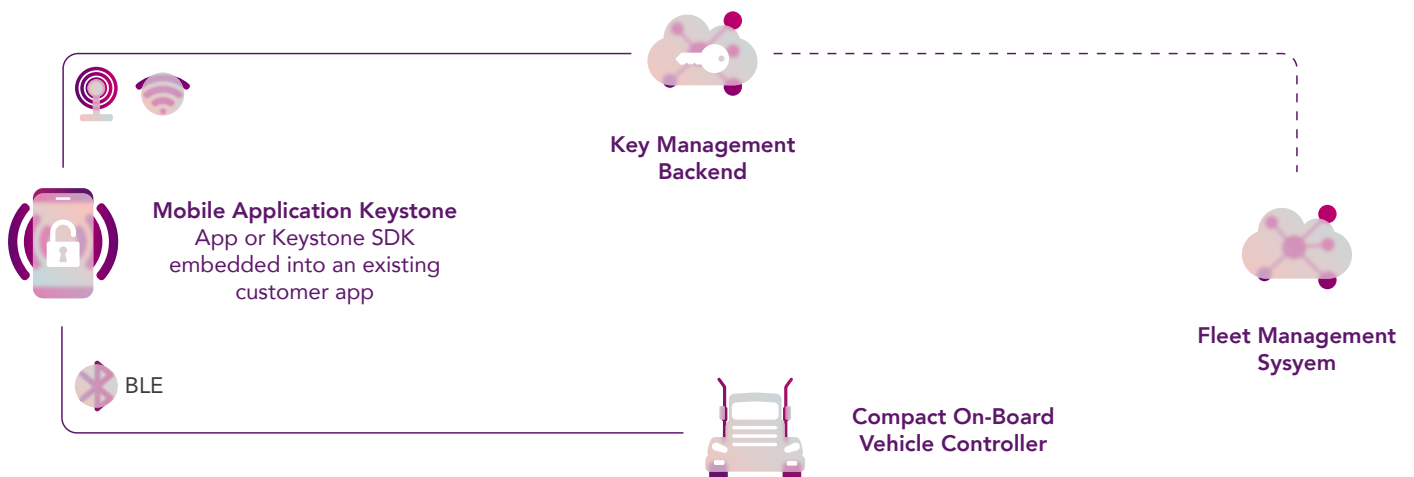 Key Management
Backend
Mobile Application Keystone
App or Keystone SDK
embedded into an existing
customer app
Fleet Management
Sysyem
BLE
Compact On-Board
Vehicle Controller